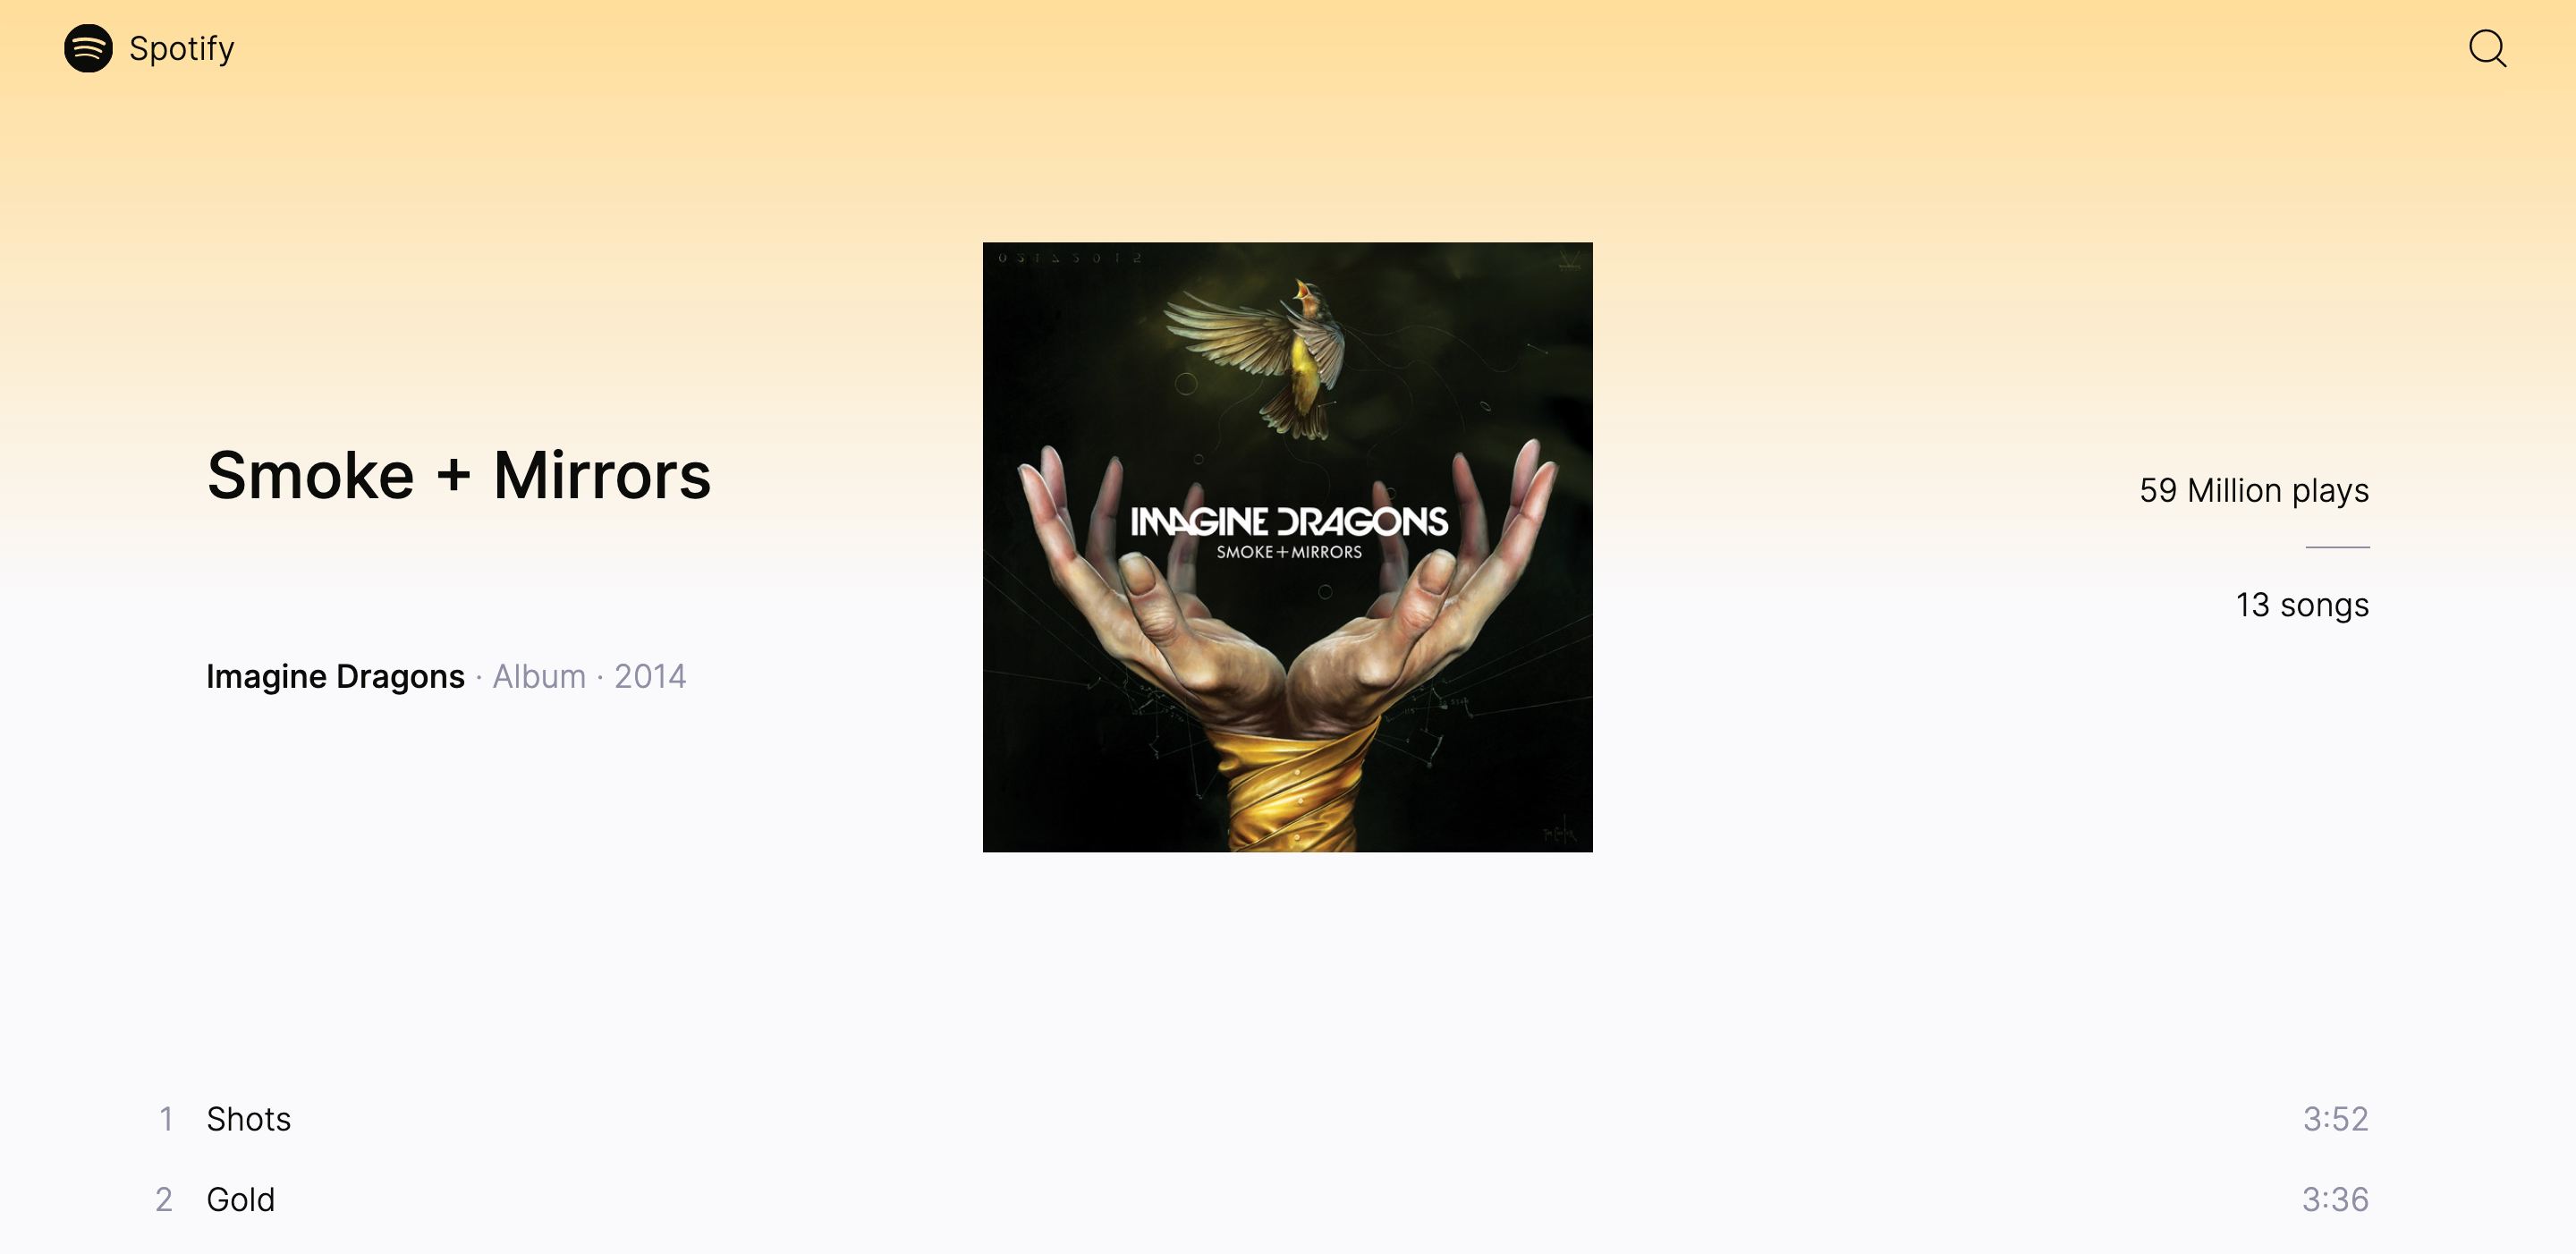 Spotify
Smoke + Mirrors
Imagine Dragons · Album · 2014
IMAGINE DRAGONS
SMOKE+MIRRORS
59 Million plays
13 songs
1 Shots 3:52
2 Gold 3:36